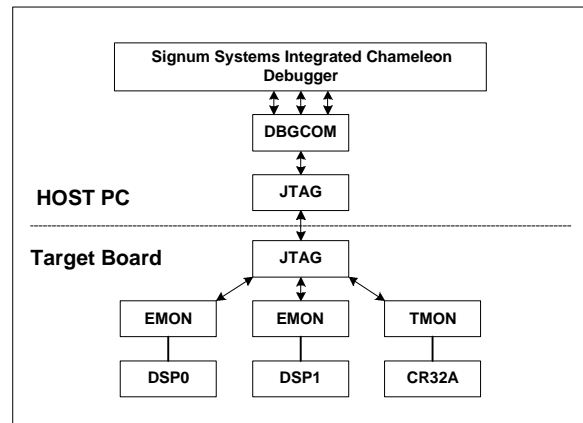 Signum Systems Integrated Chameleon
Debugger
DBGCOM
JTAG
HOST PC
Target Board
JTAG
EMON
EMON
TMON
DSP0
DSP1
CR32A